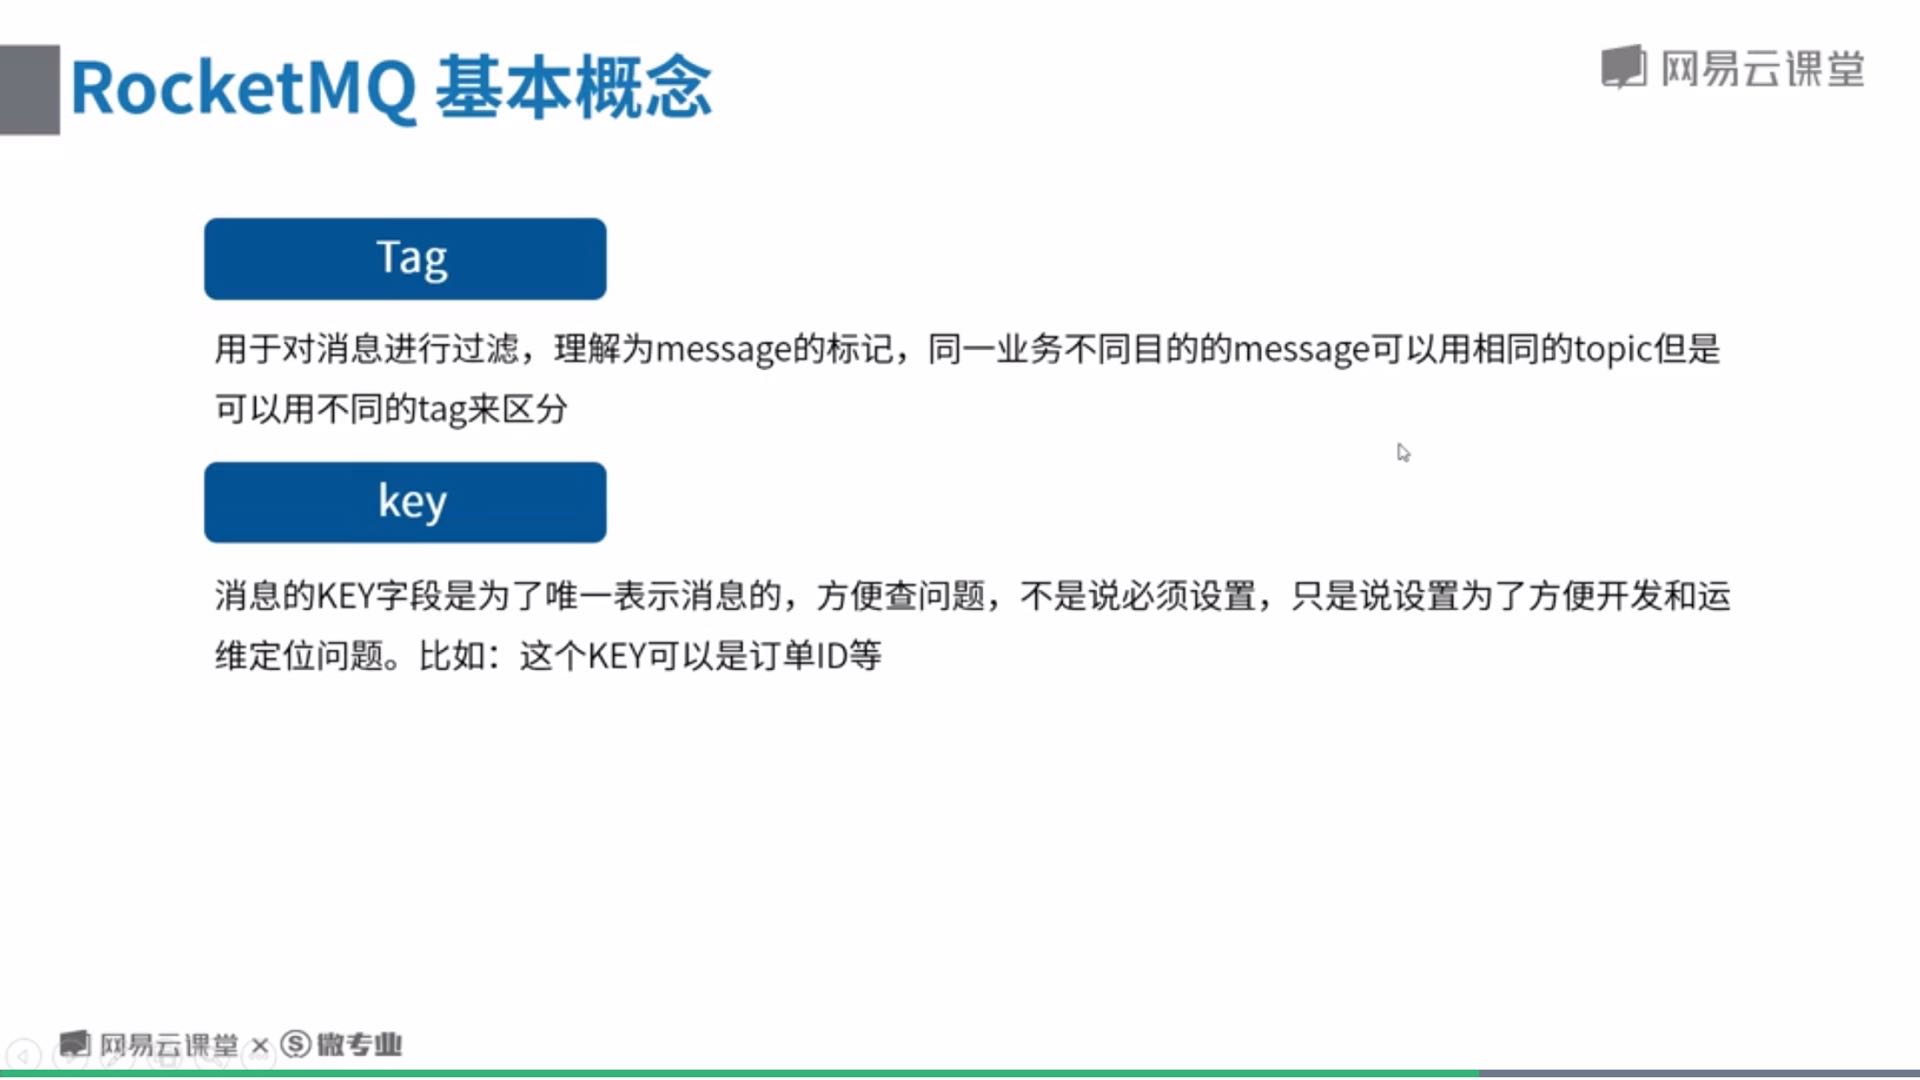 RocketMQ 基本概念
网易云课堂
Tag
用于对消息进行过滤，理解为message的标记，同一业务不同目的的message可以用相同的topic但是
可以用不同的tag来区分
key
消息的KEY字段是为了唯一表示消息的，方便查问题，不是说必须设置，只是说设置为了方便开发和运
维定位问题。比如：这个KEY可以是订单ID等
网易云课堂 × 微专业